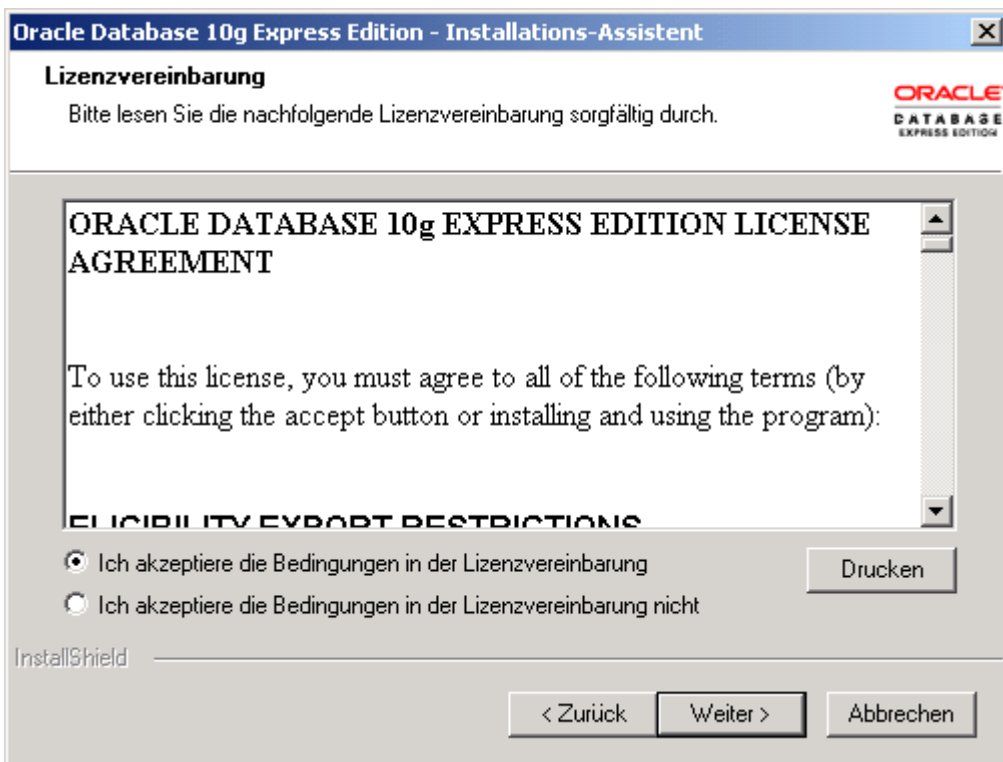 Oracle Database 10g Express Edition - Installations-Assistent
Lizenzvereinbarung
Bitte lesen Sie die nachfolgende Lizenzvereinbarung sorgfältig durch.
ORACLE
DATABASE
EXPRESS EDITION
ORACLE DATABASE 10g EXPRESS EDITION LICENSE
AGREEMENT
To use this license, you must agree to all of the following terms (by
either clicking the accept button or installing and using the program):
ELIGIBILITY EXPORT RESTRICTIONS
Ich akzeptiere die Bedingungen in der Lizenzvereinbarung
Drucken
Ich akzeptiere die Bedingungen in der Lizenzvereinbarung nicht
InstallShield
< Zurück
Weiter >
Abbrechen